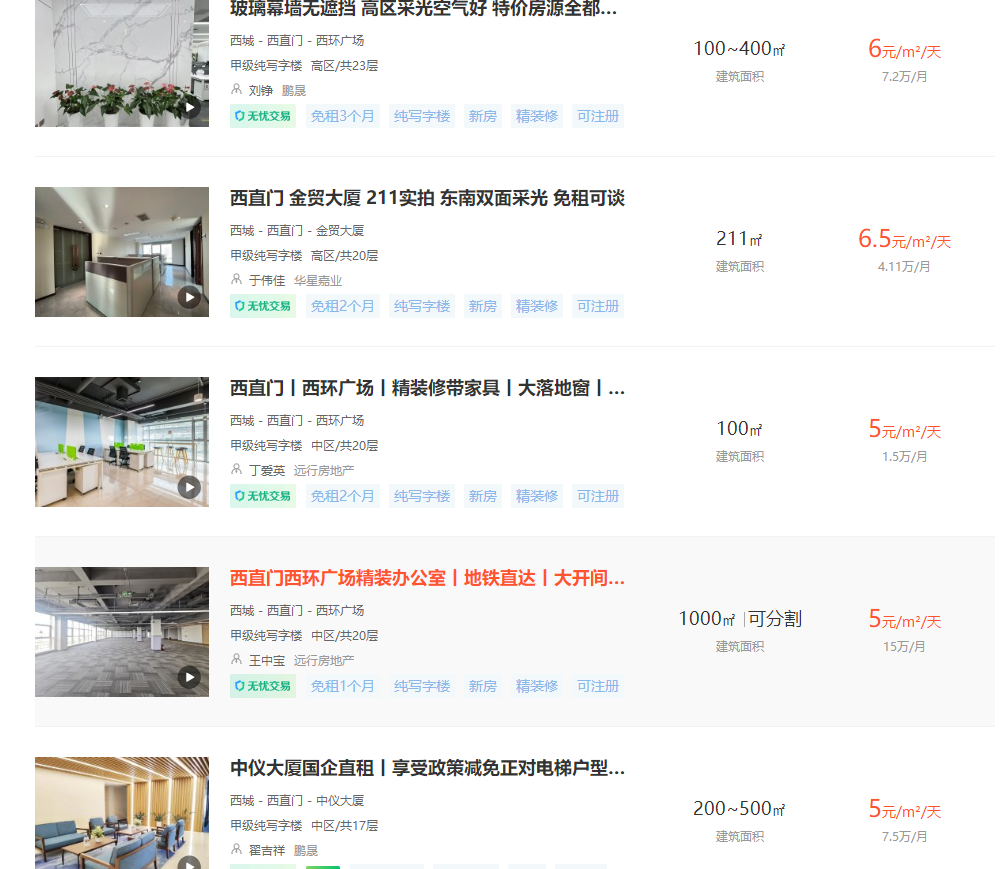 玻璃幕墙无遮挡 高区采光空气好 特价房源全都...
西城 - 西直门 - 西环广场
甲级纯写字楼 高区/共23层
刘铮 鹏晟
无忧交易 免租3个月 纯写字楼 新房 精装修 可注册
100~400㎡
建筑面积
6元/m²/天
7.2万/月
西直门 金贸大厦 211实拍 东南双面采光 免租可谈
西城 - 西直门 - 金贸大厦
甲级纯写字楼 高区/共20层
于伟佳 华星嘉业
无忧交易 免租2个月 纯写字楼 新房 精装修 可注册
211㎡
建筑面积
6.5元/m²/天
4.11万/月
西直门丨西环广场丨精装修带家具丨大落地窗丨...
西城 - 西直门 - 西环广场
甲级纯写字楼 中区/共20层
丁爱英 远行房地产
无忧交易 免租2个月 纯写字楼 新房 精装修 可注册
100㎡
建筑面积
5元/m²/天
1.5万/月
西直门西环广场精装办公室丨地铁直达丨大开间...
西城 - 西直门 - 西环广场
甲级纯写字楼 中区/共20层
王中宝 远行房地产
无忧交易 免租1个月 纯写字楼 新房 精装修 可注册
1000㎡ | 可分割
建筑面积
5元/m²/天
15万/月
中仪大厦国企直租丨享受政策减免正对电梯户型...
西城 - 西直门 - 中仪大厦
甲级纯写字楼 中区/共17层
翟吉祥 鹏晟
200~500㎡
建筑面积
5元/m²/天
7.5万/月